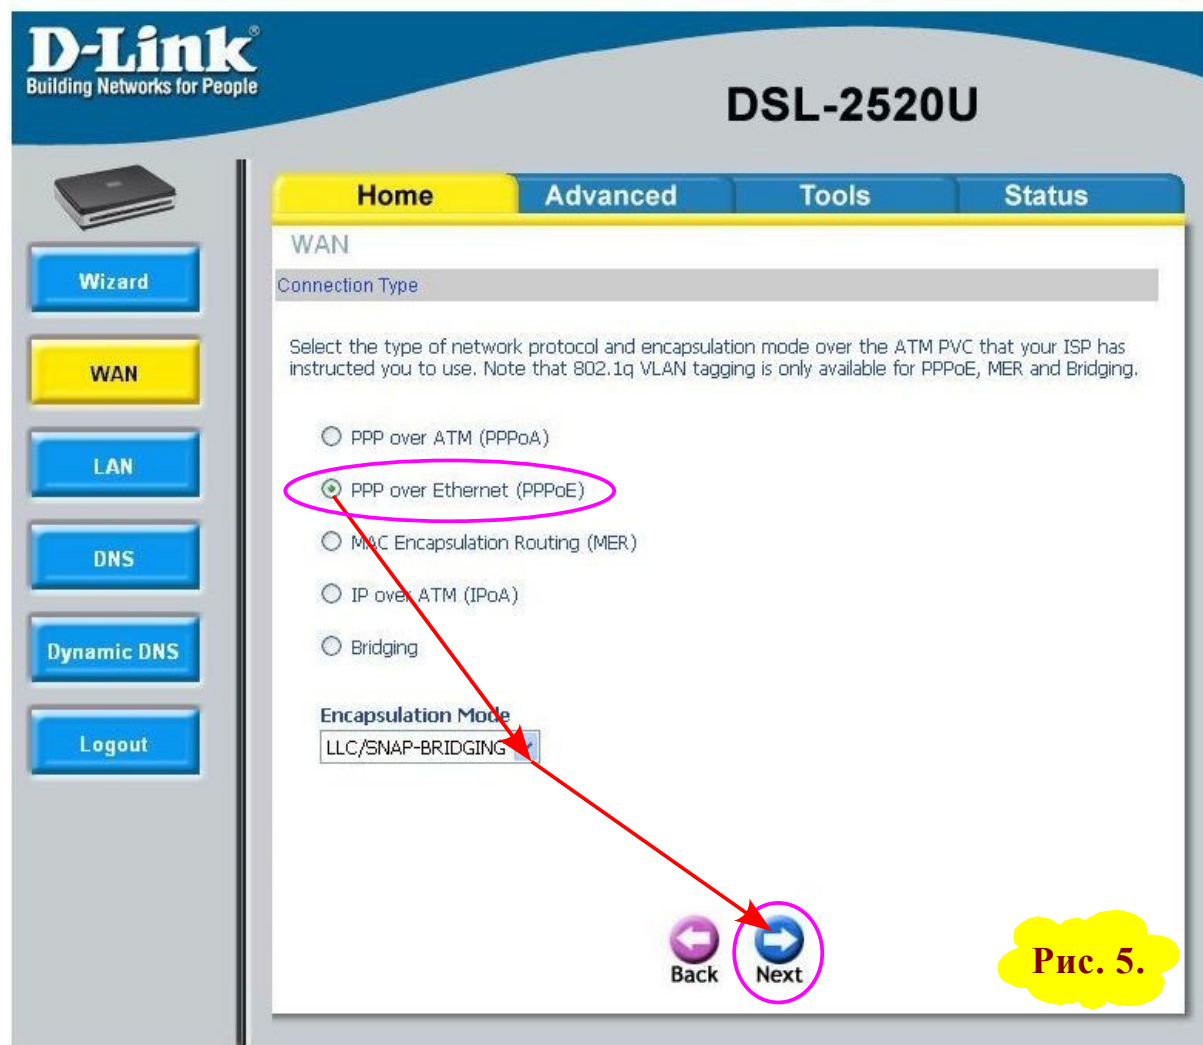 D-Link®
Building Networks for People
DSL-2520U
Home
Advanced
Tools
Status
Wizard
WAN
LAN
DNS
Dynamic DNS
Logout
WAN
Connection Type
Select the type of network protocol and encapsulation mode over the ATM PVC that your ISP has
instructed you to use. Note that 802.1q VLAN tagging is only available for PPPoE, MER and Bridging.
PPP over ATM (PPPoA)
PPP over Ethernet (PPPoE)
MAC Encapsulation Routing (MER)
IP over ATM (IPoA)
Bridging
Encapsulation Mode
LLC/SNAP-BRIDGING
Back
Next
Рис. 5.